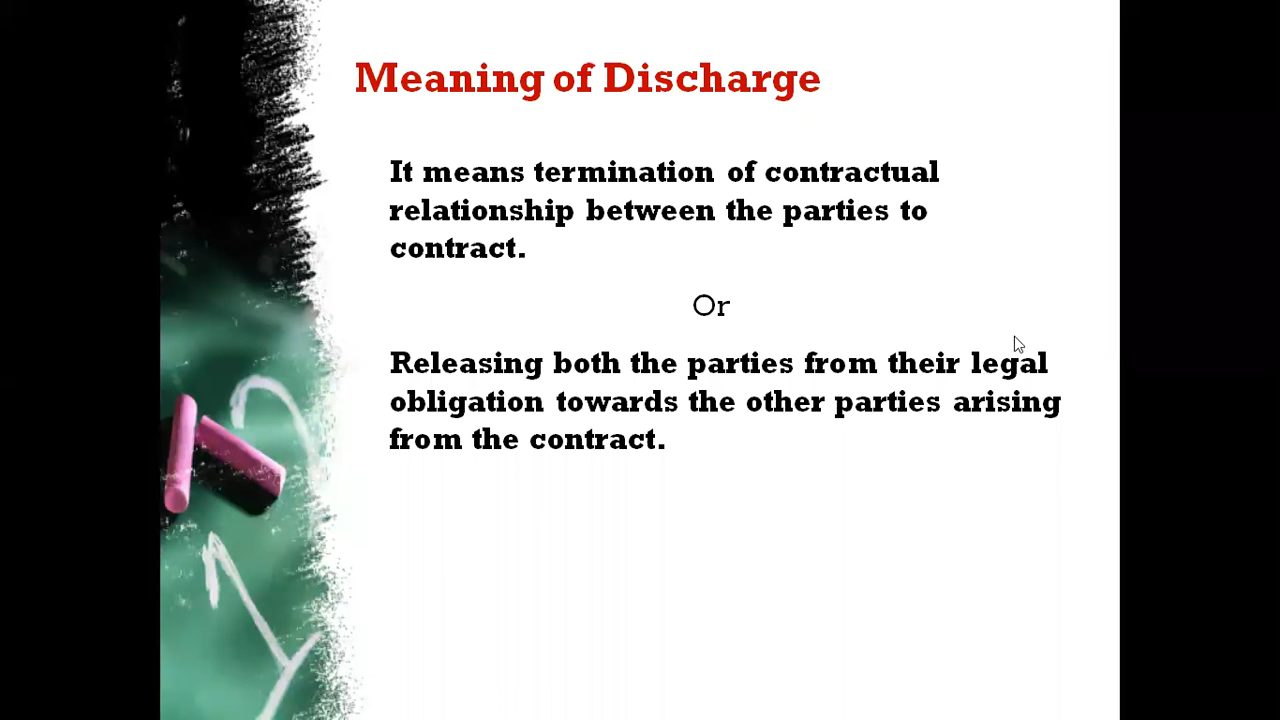 Meaning of Discharge
It means termination of contractual
relationship between the parties to
contract.
Or
Releasing both the parties from their legal
obligation towards the other parties arising
from the contract.